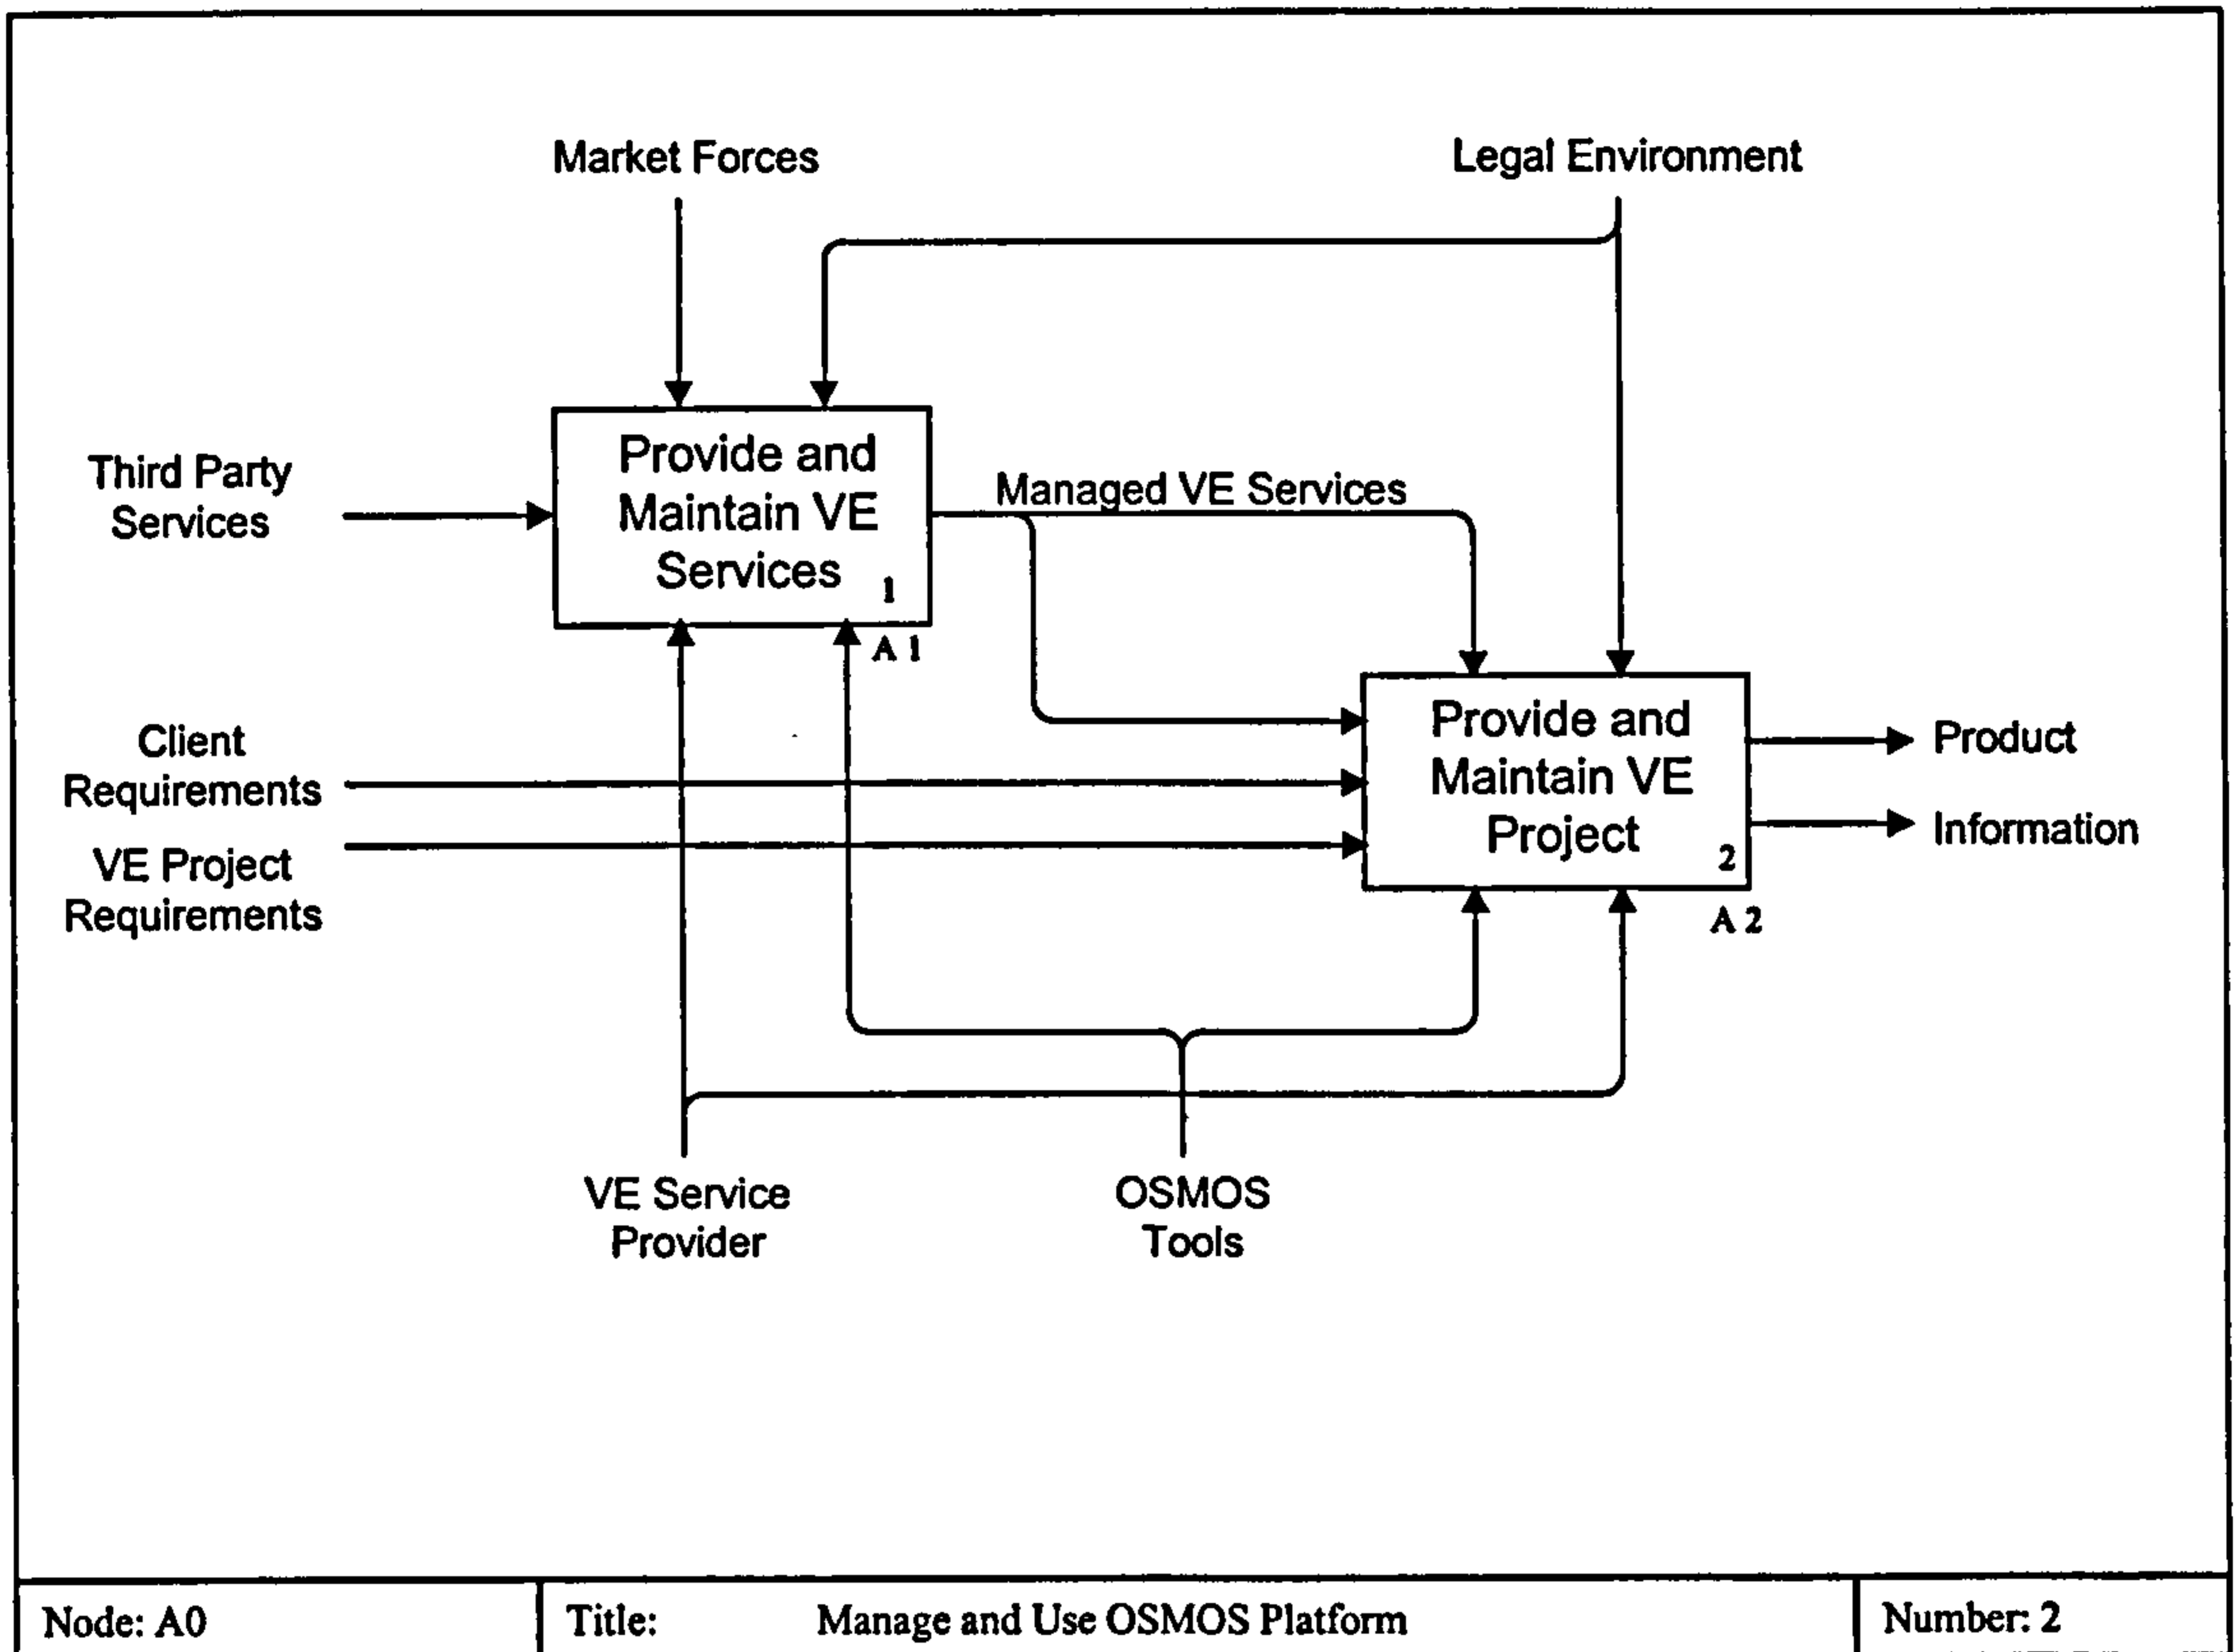 Market Forces
Legal Environment
Third Party
Services
Provide and
Maintain VE
Services
1
A 1
Managed VE Services
Client
Requirements
VE Project
Requirements
Provide and
Maintain VE
Project
2
A 2
Product
Information
VE Service
Provider
OSMOS
Tools
Node: A0
Title:
Manage and Use OSMOS Platform
Number: 2